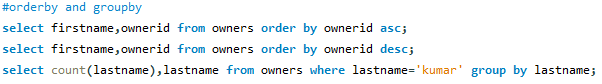 #orderby and groupby
select firstname,ownerid from owners order by ownerid asc;
select firstname,ownerid from owners order by ownerid desc;
select count(lastname),lastname from owners where lastname='kumar' group by lastname;